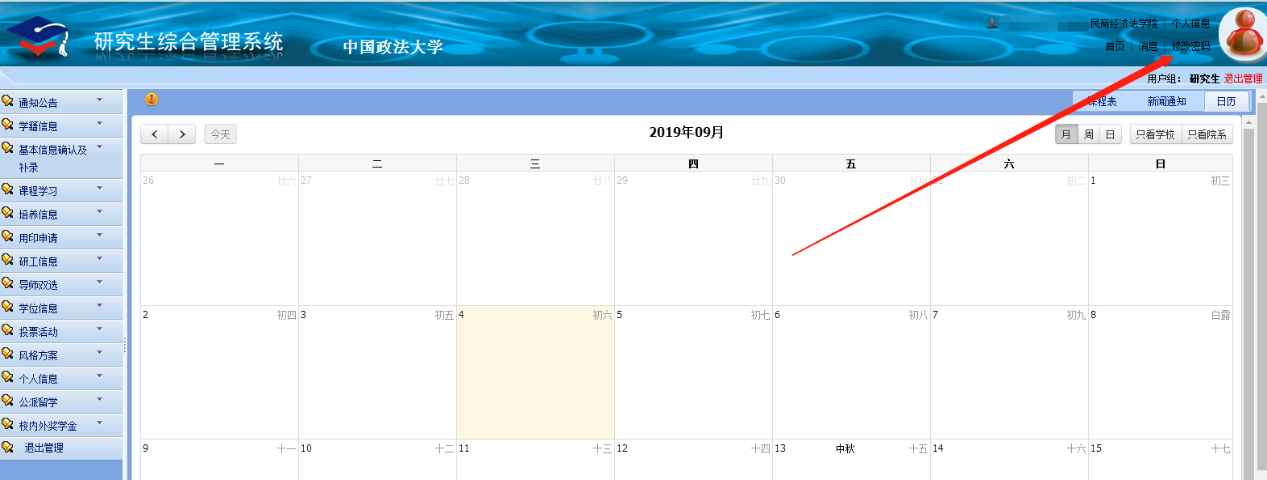 民商经济法学院 | 个人信息
研究生综合管理系统
中国政法大学
首页 | 消息 | 修改密码
用户组： 研究生 退出管理
通知公告
学籍信息
基本信息确认及
补录
课程学习
培养信息
用印申请
研工信息
导师双选
学位信息
投票活动
风格方案
个人信息
公派留学
校内外奖学金
退出管理
课程表 新闻通知 日历
今天
2019年09月
月 周 日 只看学校 只看院系
一 二 三 四 五 六 日
26 廿六 27 廿七 28 廿八 29 廿九 30 八月 31 初二 1 初三
2 初四 3 初五 4 初六 5 初七 6 初八 7 初九 8 白露
9 十一 10 十二 11 十三 12 十四 13 中秋 十五 14 十六 15 十七